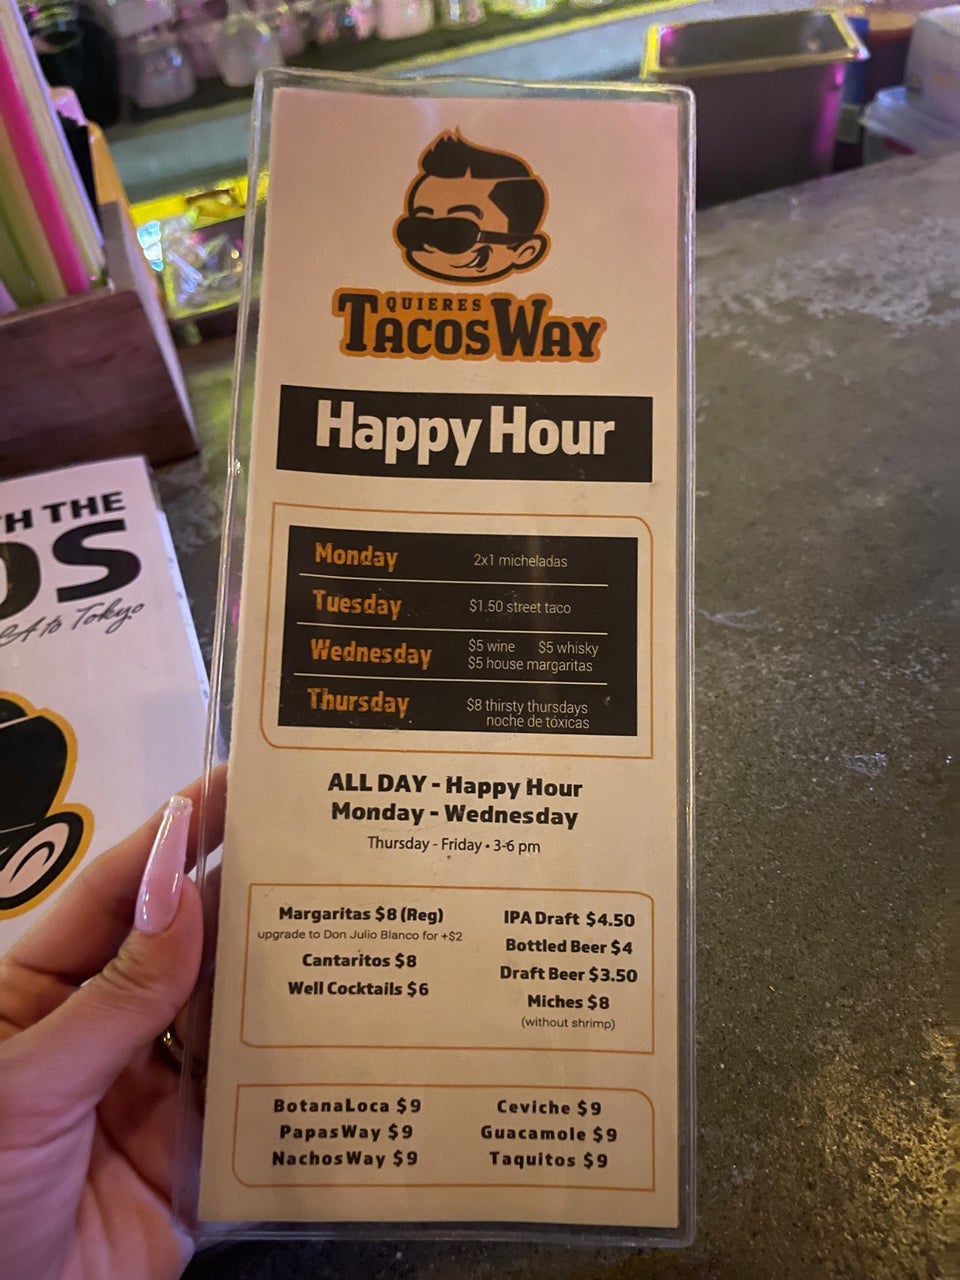 QUIERES
TACOSWAY
Happy Hour
Monday 2x1 micheladas
Tuesday $1.50 street taco
Wednesday $5 wine $5 whisky
$5 house margaritas
Thursday $8 thirsty thursdays
noche de tóxicas
ALL DAY - Happy Hour
Monday - Wednesday
Thursday - Friday • 3-6 pm
Margaritas $8 (Reg)
upgrade to Don Julio Blanco for +$2
Cantaritos $8
Well Cocktails $6
IPA Draft $4.50
Bottled Beer $4
Draft Beer $3.50
Miches $8
(without shrimp)
BotanaLoca $9
PapasWay $9
NachosWay $9
Ceviche $9
Guacamole $9
Taquitos $9
TH THE
OS
LA to Tokyo